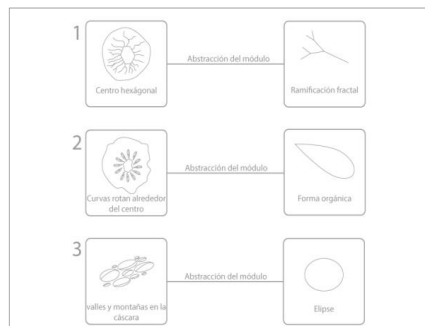 1
Centro hexágonal
Abstracción del módulo
Ramificación fractal
2
Curvas rotan alrededor
del centro
Abstracción del módulo
Forma orgánica
3
valles y montañas en la
cáscara
Abstracción del módulo
Elipse